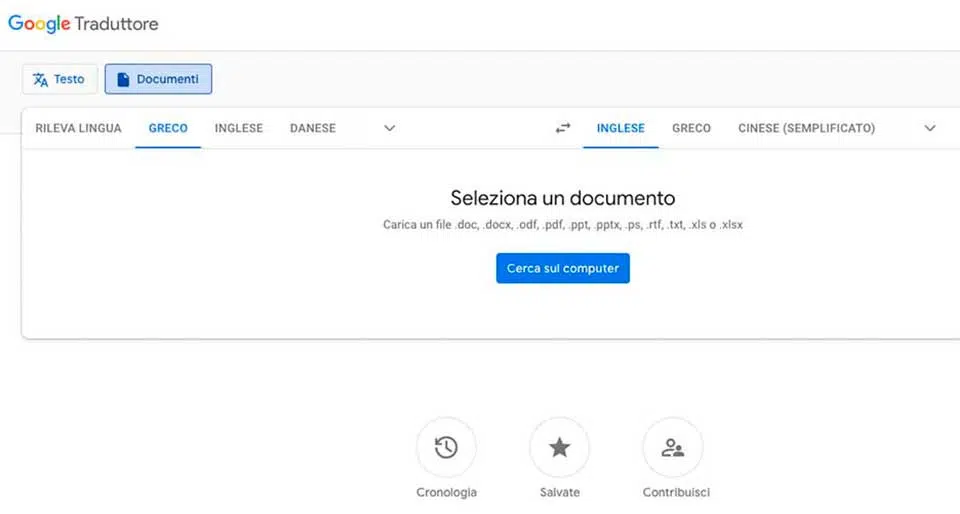 Google Traduttore
Testo Documenti
RILEVA LINGUA GRECO INGLESE DANESE INGLESE GRECO CINESE (SEMPLIFICATO)
Seleziona un documento
Carica un file .doc, .docx, .odf, .pdf, .ppt, .pptx, .ps, .rtf, .txt, .xls o .xlsx
Cerca sul computer
Cronologia Salvate Contribuisci